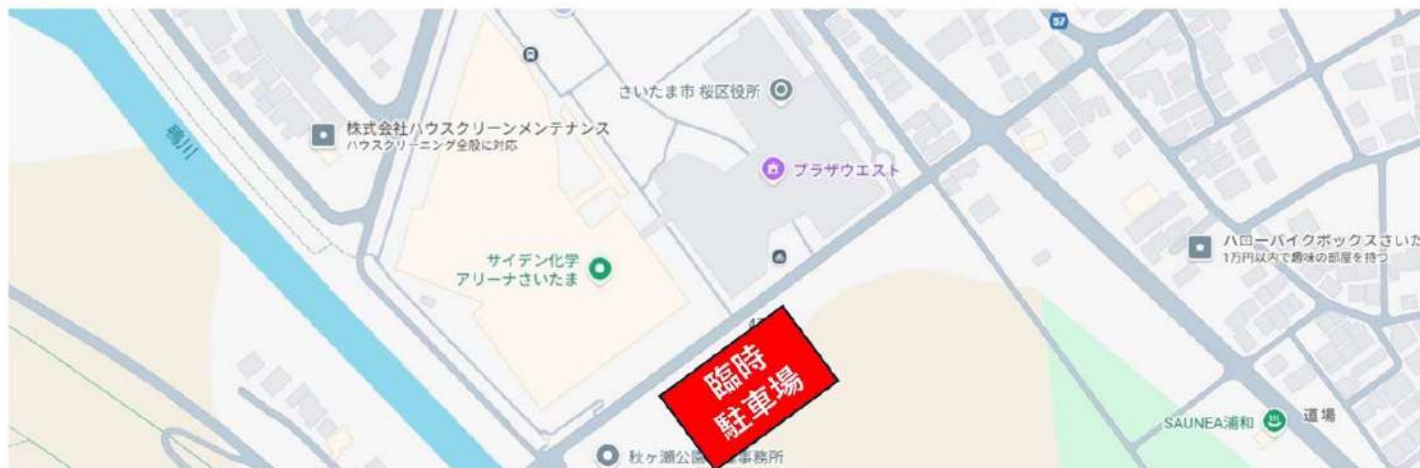 57
さいたま市 桜区役所
株式会社ハウスクリーンメンテナンス
ハウスクリーニング全般に対応
鴨川
プラザウエスト
ハローバイクボックスさいた
1万円以内で趣味の部屋を持つ
サイデン化学
アリーナさいたま
臨時
駐車場
SAUNEA浦和
道場
秋ヶ瀬公園
事務所